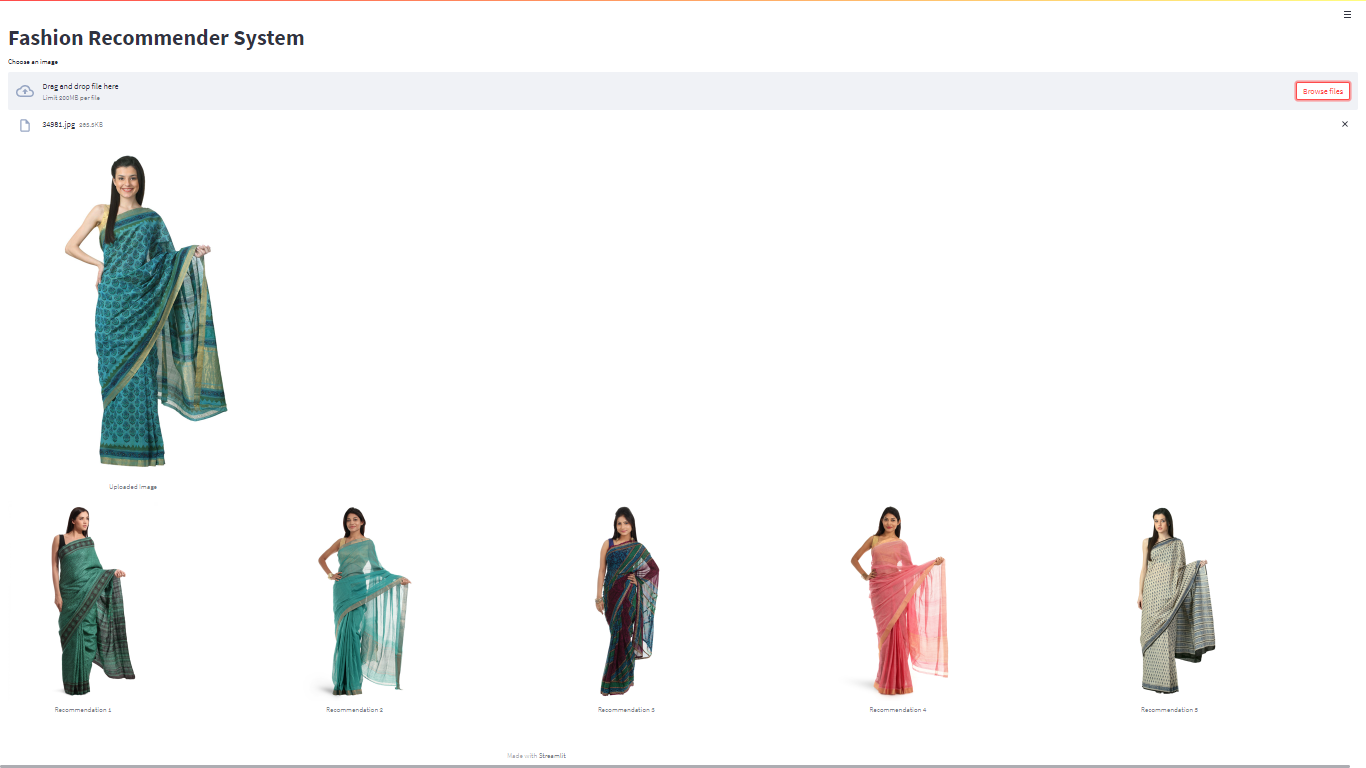 Fashion Recommender System
Choose an image
Drag and drop file here
Limit 200MB per file
Browse files
34981.jpg 255.5KB
Uploaded Image
Recommendation 1
Recommendation 2
Recommendation 3
Recommendation 4
Recommendation 5
Made with Streamlit